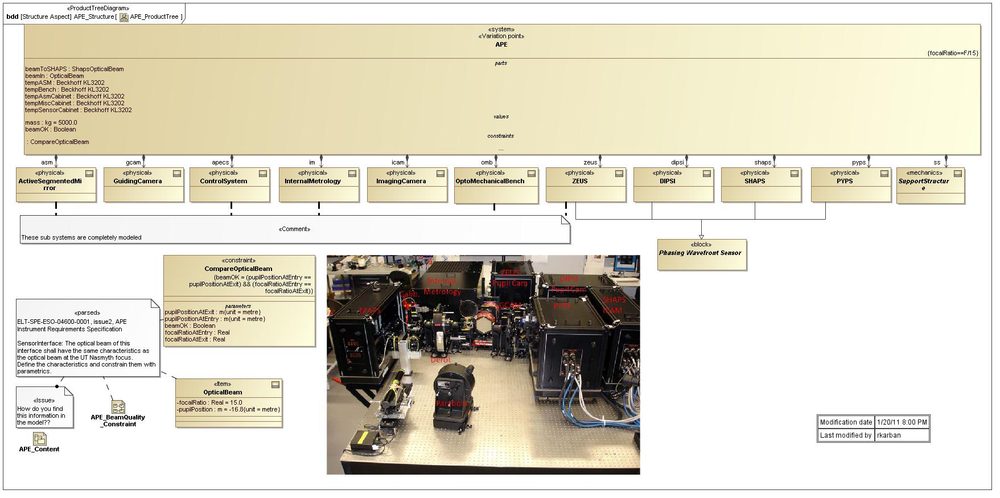 «ProductTreeDiagram»
bdd [Structure Aspect] APE_Structure [ APE_ProductTree ]
«system»
«Variation point»
APE
{focalRatio==F/15}
parts
beamToSHAPS : ShapsOpticalBeam
beamIn : OpticalBeam
tempASM : Beckhoff KL3202
tempBench : Beckhoff KL3202
tempAsmCabinet : Beckhoff KL3202
tempMiscCabinet : Beckhoff KL3202
tempSensorCabinet : Beckhoff KL3202
values
mass : kg = 5000.0
beamOK : Boolean
constraints
: CompareOpticalBeam
...
asm
gcam
apecs
im
icam
omb
zeus
dipsi
shaps
pyps
ss
«physical»
ActiveSegmentedMi
rror
«physical»
GuidingCamera
«physical»
ControlSystem
«physical»
InternalMetrology
«physical»
ImagingCamera
«physical»
OptoMechanicalBench
«physical»
ZEUS
«physical»
DIPSI
«physical»
SHAPS
«physical»
PYPS
«mechanics»
SupportStructur
e
«Comment»
These sub systems are completely modeled
«block»
Phasing Wavefront Sensor
«constraint»
CompareOpticalBeam
{beamOK = (pupilPositionAtEntry ==
pupilPositionAtExit) && (focalRatioAtEntry ==
focalRatioAtExit)}
parameters
pupilPositionAtExit : m{unit = metre}
pupilPositionAtEntry : m{unit = metre}
beamOK : Boolean
focalRatioAtEntry : Real
focalRatioAtExit : Real
«parsed»
ELT-SPE-ESO-04600-0001, issue2, APE
Instrument Requirements Specification
SensorInterface: The optical beam of this
interface shall have the same characteristics as
the optical beam at the UT Nasmyth focus.
Define the characteristics and constrain them with
parametrics.
«Issue»
How do you find
this information in
the model??
APE_Content
APE_BeamQuality
_Constraint
«Item»
OpticalBeam
-focalRatio : Real = 15.0
-pupilPosition : m = -16.8{unit = metre}
MAPS
Calib.
Internal
Metrology
ZEUS
Pupil Cam
DIPSI
Pupil Cam
SHAPS
ICAM
GCAM
PYPS
ASM
Derot
Parabola
Modification date 1/20/11 8:00 PM
Last modified by rkarban